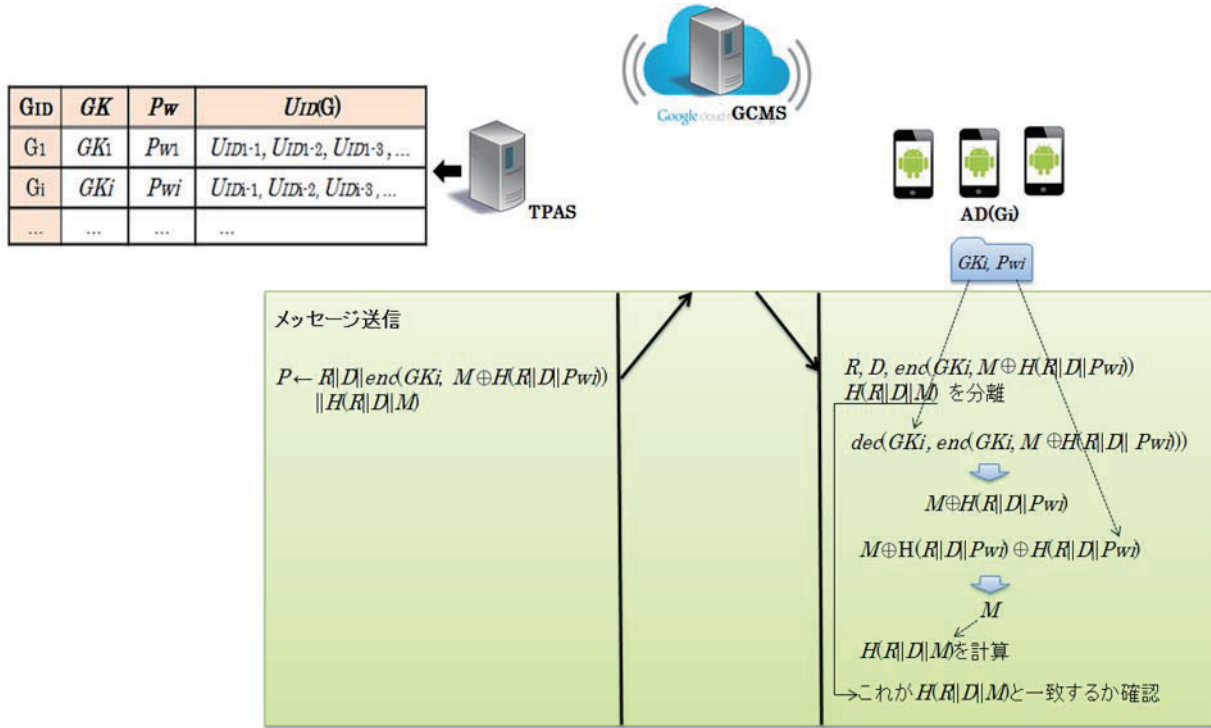 Google cloud GCMS
GID GK Pw UID(G)
G1 GK1 Pw1 UID1-1, UID1-2, UID1-3, ...
Gi GKi Pwi UIDi-1, UIDi-2, UIDi-3, ...
... ... ... ...
TPAS
AD(Gi)
GKi, Pwi
メッセージ送信
P ← R||D||enc(GKi, M⊕H(R||D||Pwi))
||H(R||D||M)
R, D, enc(GKi, M⊕H(R||D||Pwi))
H(R||D||M) を分離
dec(GKi, enc(GKi, M⊕H(R||D|| Pwi)))
M⊕H(R||D||Pwi)
M⊕H(R||D||Pwi)⊕H(R||D||Pwi)
M
H(R||D||M)を計算
これが H(R||D||M)と一致するか確認